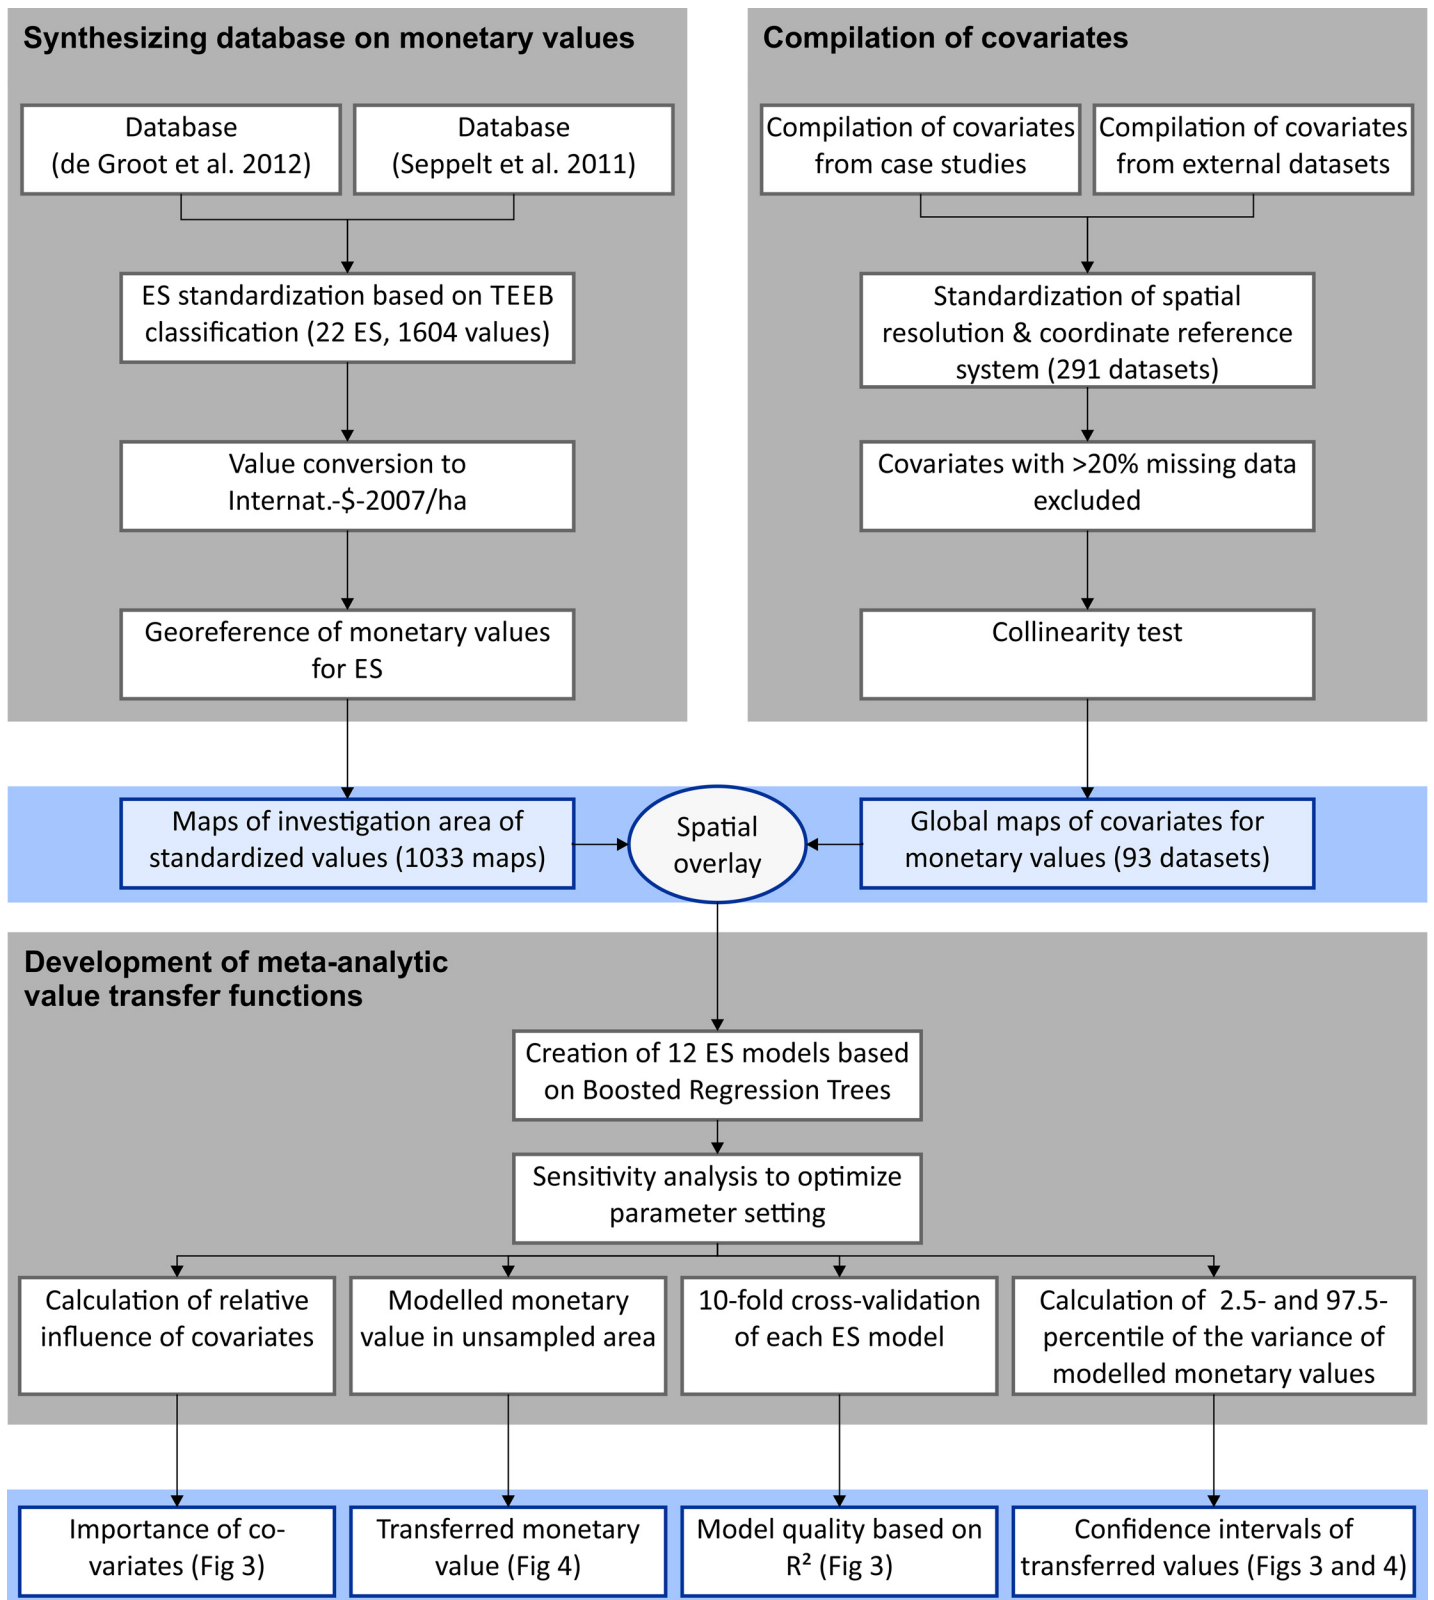 Synthesizing database on monetary values
Database
(de Groot et al. 2012)
Database
(Seppelt et al. 2011)
ES standardization based on TEEB
classification (22 ES, 1604 values)
Value conversion to
Internat.-$-2007/ha
Georeference of monetary values
for ES
Compilation of covariates
Compilation of covariates
from case studies
Compilation of covariates
from external datasets
Standardization of spatial
resolution & coordinate reference
system (291 datasets)
Covariates with >20% missing data
excluded
Collinearity test
Maps of investigation area of
standardized values (1033 maps)
Spatial
overlay
Global maps of covariates for
monetary values (93 datasets)
Development of meta-analytic
value transfer functions
Creation of 12 ES models based
on Boosted Regression Trees
Sensitivity analysis to optimize
parameter setting
Calculation of relative
influence of covariates
Modelled monetary
value in unsampled area
10-fold cross-validation
of each ES model
Calculation of 2.5- and 97.5-
percentile of the variance of
modelled monetary values
Importance of co-
variates (Fig 3)
Transferred monetary
value (Fig 4)
Model quality based on
R² (Fig 3)
Confidence intervals of
transferred values (Figs 3 and 4)